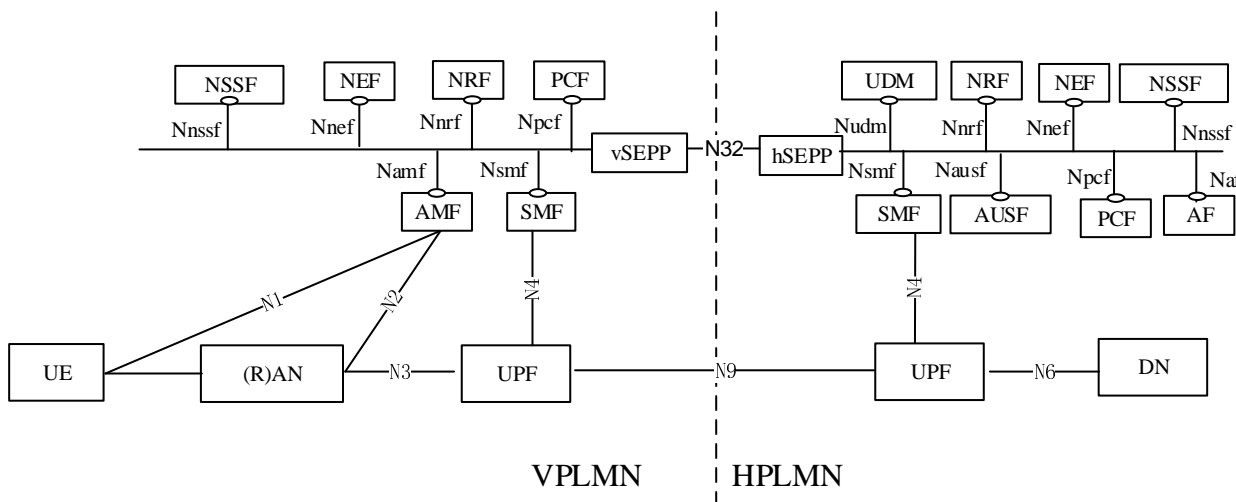 NSSF NEF NRF PCF UDM NRF NEF NSSF
Nnssf Nnef Nnrf Npcf Nudm Nnrf Nnef Nnssf
vSEPP N32 hSEPP
Namf Nsmf Nsmf Nausf Npcf
AMF SMF SMF AUSF PCF AF
N1 N2 N4 N4
UE (R)AN N3 UPF N9 UPF N6 DN
VPLMN HPLMN